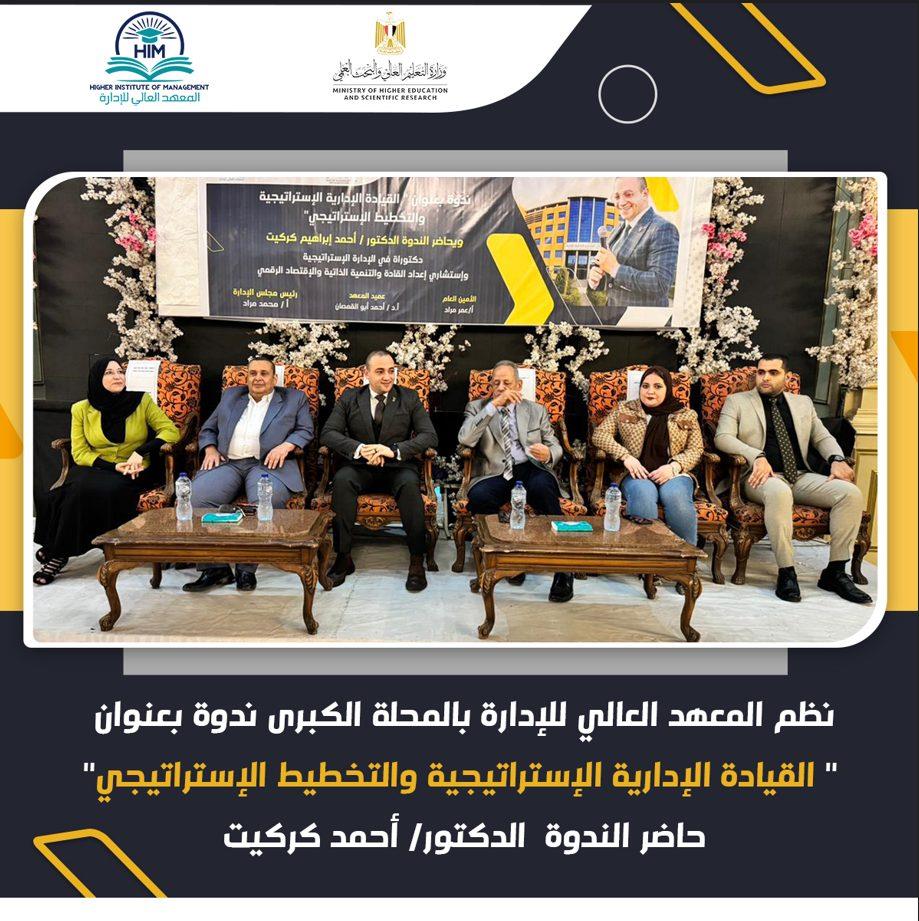 HIM
HIGHER INSTITUTE OF MANAGEMENT
المعهد العالي للإدارة
وزارة التعليم العالي والبحث العلمي
MINISTRY OF HIGHER EDUCATION
AND SCIENTIFIC RESEARCH
ندوة بعنوان " القيادة الإدارية الإستراتيجية
والتخطيط الإستراتيجي"
ويحاضر الندوة الدكتور / أحمد إبراهيم كركيت
دكتوراة في الإدارة الإستراتيجية
وإستشاري إعداد القادة والتنمية الذاتية والإقتصاد الرقمي
رئيس مجلس الإدارة
أ / محمد مراد
عميد المعهد
أ.د / أحمد أبو القمصان
الأمين العام
أ/عمر مراد
نظم المعهد العالي للإدارة بالمحلة الكبرى ندوة بعنوان
" القيادة الإدارية الإستراتيجية والتخطيط الإستراتيجي"
حاضر الندوة الدكتور/ أحمد كركيت